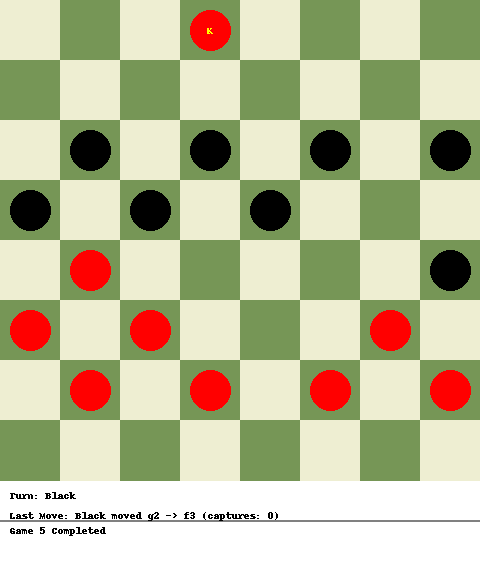 K
Turn: Black
Last Move: Black moved g2 -> f3 (captures: 0)
Game 5 Completed